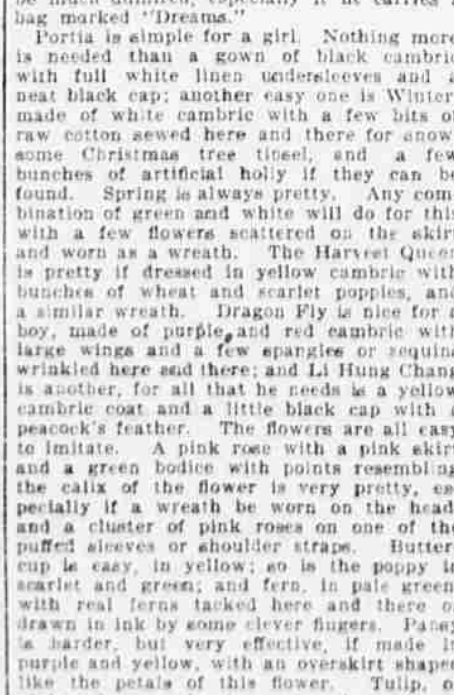 be much admired, especially if he carries a
bag marked "Dreams."
Portia is simple for a girl. Nothing more
is needed than a gown of black cambric
with full white linen undersleeves and a
neat black cap; another easy one is Winter,
made of white cambric with a few bits of
raw cotton sewed here and there for snow,
some Christmas tree tinsel, and a few
bunches of artificial holly if they can be
found. Spring is always pretty. Any com-
bination of green and white will do for this
with a few flowers scattered on the skirt
and worn as a wreath. The Harvest Queen
is pretty if dressed in yellow cambric with
bunches of wheat and scarlet poppies, and
a similar wreath. Dragon Fly is nice for a
boy, made of purple and red cambric with
large wings and a few spangles or sequins
wrinkled here and there; and Li Hung Chang
is another, for all that he needs is a yellow
cambric coat and a little black cap with a
peacock's feather. The flowers are all easy
to imitate. A pink rose with a pink skirt
and a green bodice with points resembling
the calix of the flower is very pretty, es-
pecially if a wreath be worn on the head,
and a cluster of pink roses on one of the
puffed sleeves or shoulder straps. Butter-
cup is easy, in yellow; so is the poppy in
scarlet and green; and fern, in pale green,
with real ferns tacked here and there or
drawn in ink by some clever fingers. Pansy
is harder, but very effective, if made in
purple and yellow, with an overskirt shaped
like the petals of this flower. Tulip, of